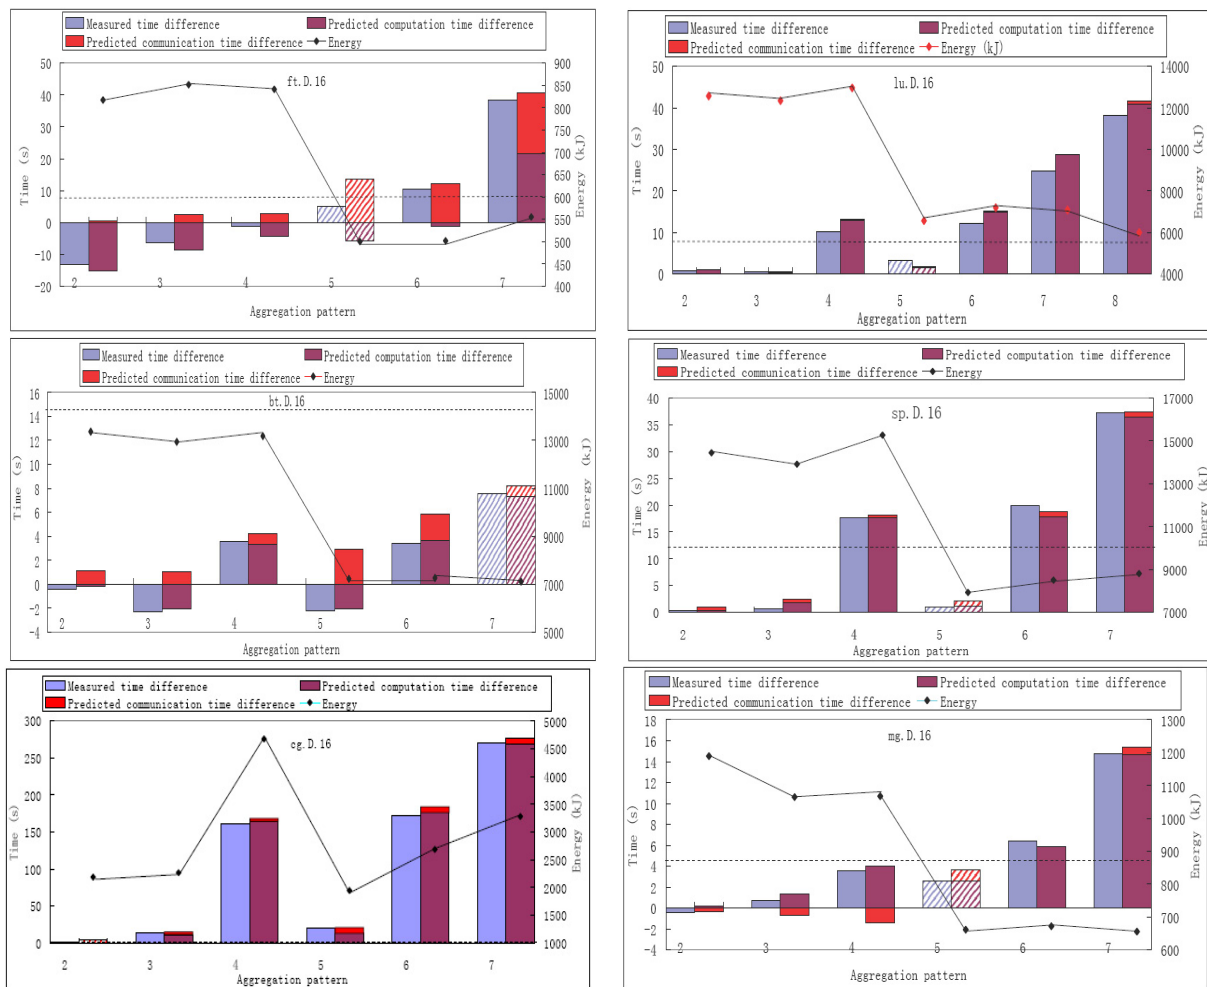 Measured time difference Predicted computation time difference
Predicted communication time difference Energy
ft.D.16
Time (s)
50
40
30
20
10
0
-10
-20
900
850
800
750
700
650
600
550
500
450
400
Energy (kJ)
2 3 4 5 6 7
Aggregation pattern
Measured time difference Predicted computation time difference
Predicted communication time difference Energy (kJ)
lu.D.16
Time (s)
50
40
30
20
10
0
14000
12000
10000
8000
6000
4000
Energy (kJ)
2 3 4 5 6 7 8
Aggregation pattern
Measured time difference Predicted computation time difference
Predicted communication time difference Energy
bt.D.16
Time (s)
16
14
12
10
8
6
4
2
0
-2
-4
15000
13000
11000
9000
7000
5000
Energy (kJ)
2 3 4 5 6 7
Aggregation pattern
Measured time difference Predicted computation time difference
Predicted communication time difference Energy
sp.D.16
Time (s)
40
35
30
25
20
15
10
5
0
17000
15000
13000
11000
9000
7000
Energy (kJ)
2 3 4 5 6 7
Aggregation pattern
Measured time difference Predicted computation time difference
Predicted communication time difference Energy
cg.D.16
Time (s)
300
250
200
150
100
50
0
5000
4500
4000
3500
3000
2500
2000
1500
1000
Energy (kJ)
2 3 4 5 6 7
Aggregation pattern
Measured time difference Predicted computation time difference
Predicted communication time difference Energy
mg.D.16
Time (s)
18
16
14
12
10
8
6
4
2
0
-2
-4
1300
1200
1100
1000
900
800
700
600
Energy (kJ)
2 3 4 5 6 7
Aggregation pattern